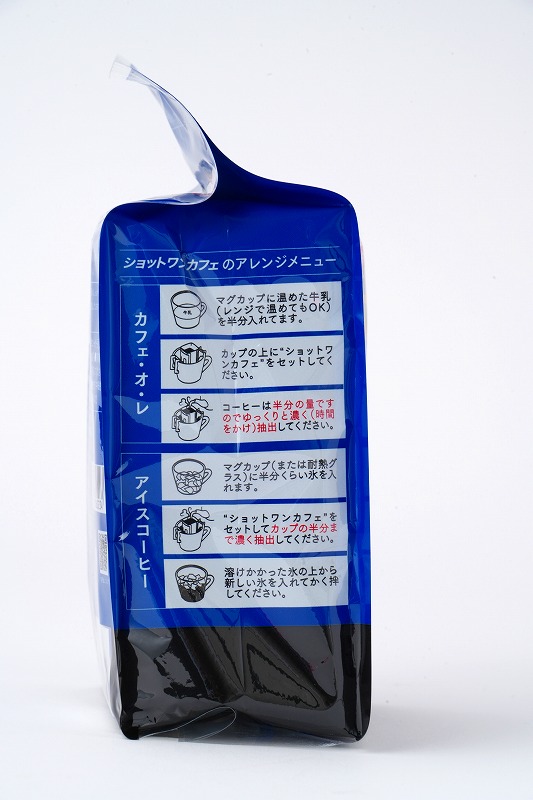 ショットワンカフェのアレンジメニュー
カフェ・オ・レ
牛乳
マグカップに温めた牛乳
(レンジで温めてもOK)
を半分入れてます。
カップの上に"ショットワ
ンカフェ"をセットしてく
ださい。
コーヒーは半分の量です
のでゆっくりと濃く(時間
をかけ)抽出してください。
アイスコーヒー
マグカップ(または耐熱グ
ラス)に半分くらい氷を入
れます。
"ショットワンカフェ"を
セットしてカップの半分ま
で濃く抽出してください。
溶けかかった氷の上から
新しい氷を入れてかく拌
してください。